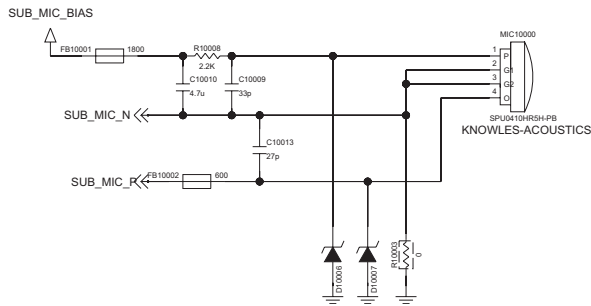 SUB_MIC_BIAS
MIC10000
FB10001 1800 R10008 1 P
2.2K 2 G1
C10010 C10009 3 G2
4.7u 33p 4 O
SUB_MIC_N SPU0410HR5H-PB
C10013 KNOWLES-ACOUSTICS
27p
SUB_MIC_P FB10002 600
D10006 D10007 R10003 0